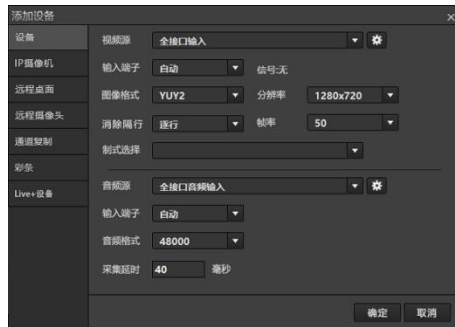 添加设备
设备
IP摄像机
远程桌面
远程摄像头
通道复制
彩条
Live+设备
视频源 全接口输入
输入端子 自动 信号:无
图像格式 YUY2 分辨率 1280x720
消除隔行 逐行 帧率 50
制式选择
音频源 全接口音频输入
输入端子 自动
音频格式 48000
采集延时 40 毫秒
确定 取消